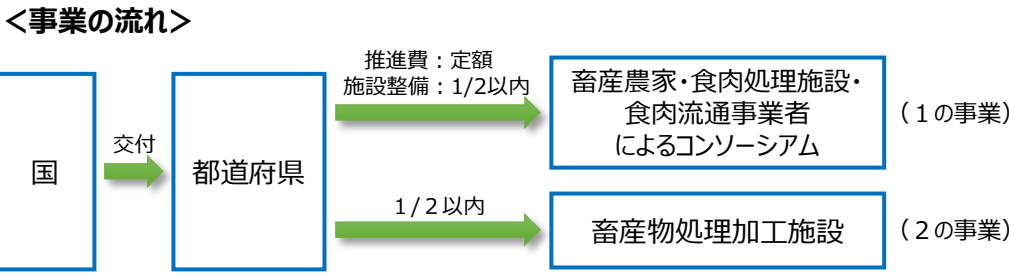 ＜事業の流れ＞
推進費：定額
施設整備：1/2以内
畜産農家・食肉処理施設・
食肉流通事業者
によるコンソーシアム
（１の事業）
国
交付
都道府県
１/２以内
畜産物処理加工施設
（２の事業）